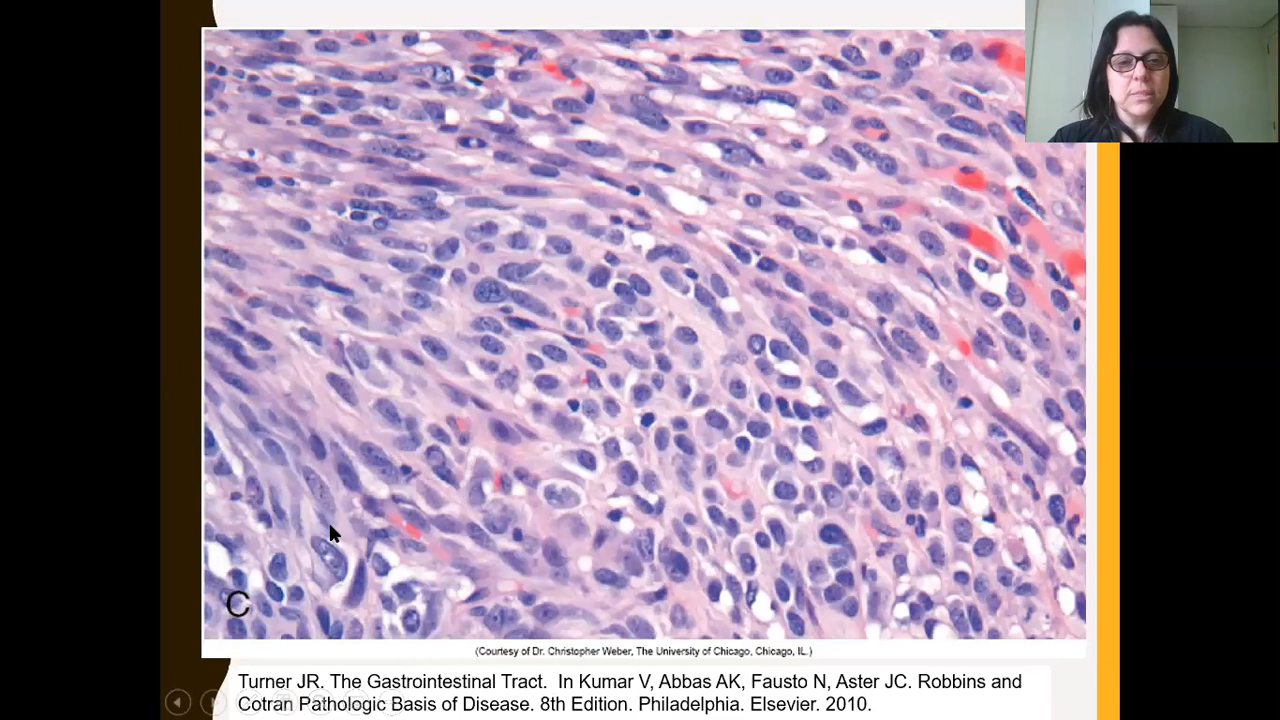 C
(Courtesy of Dr. Christopher Weber, The University of Chicago, Chicago, IL.)
Turner JR. The Gastrointestinal Tract. In Kumar V, Abbas AK, Fausto N, Aster JC. Robbins and
Cotran Pathologic Basis of Disease. 8th Edition. Philadelphia. Elsevier. 2010.